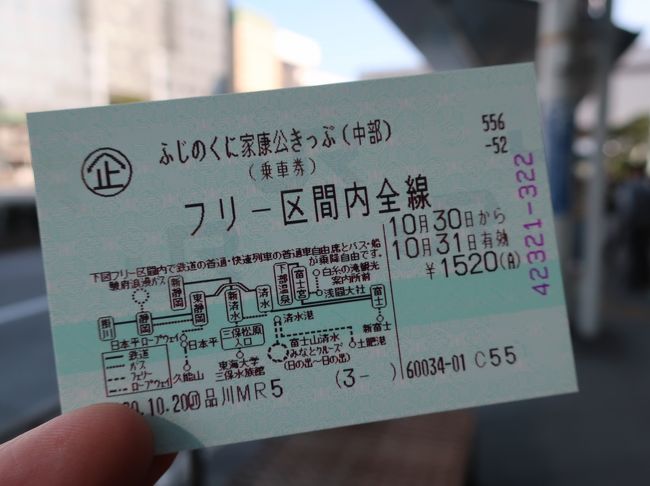 企
ふじのくに家康公きっぷ(中部)
(乗車券)
556
-52
フリー区間内全線
10月30日から
10月31日有効
¥1520(A)
42321-322
下図フリー区間内で鉄道の普通・快速列車の普通車自由席とバス・船が乗降自由です。
駿府浪漫バス
新静岡
新清水
清水
下部温泉
富士宮
白糸の滝観光案内所前
浅間大社
掛川
静岡
東静岡
富士
新富士
清水港
土肥港
三保松原入口
富士山清水みなとクルーズ
(日の出~日の出)
日本平ロープウェイ
日本平
久能山
東海大学三保水族館
鉄道
バス
フェリー
ロープウェイ
10.20
品川MR5
(3- )
60034-01
C55